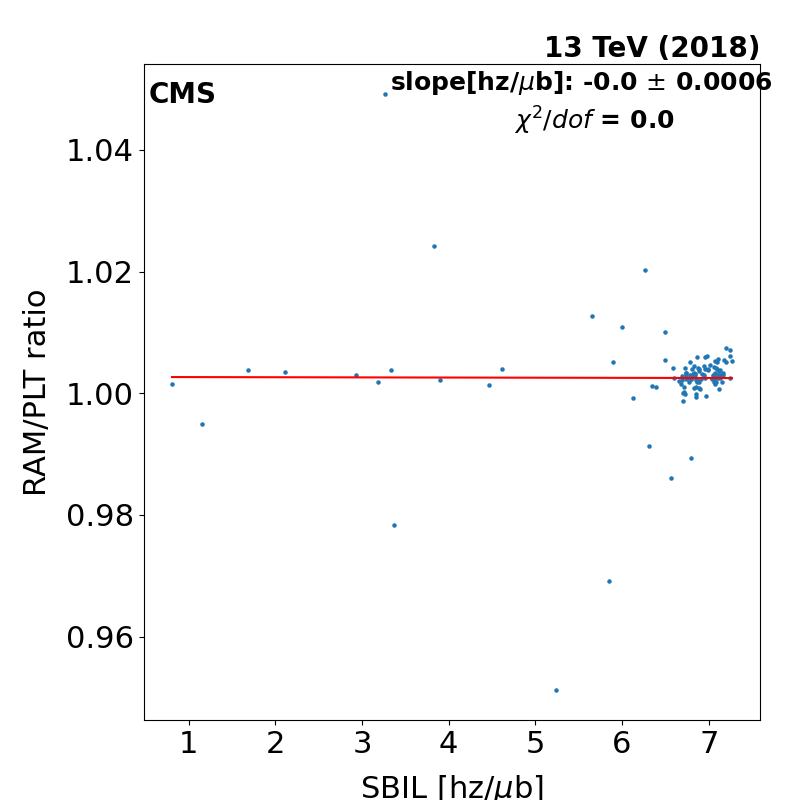 13 TeV (2018)
CMS
slope[hz/μb]: -0.0 ± 0.0006
χ²/dof = 0.0
1.04
1.02
1.00
0.98
0.96
RAM/PLT ratio
1 2 3 4 5 6 7
SBIL [hz/μb]